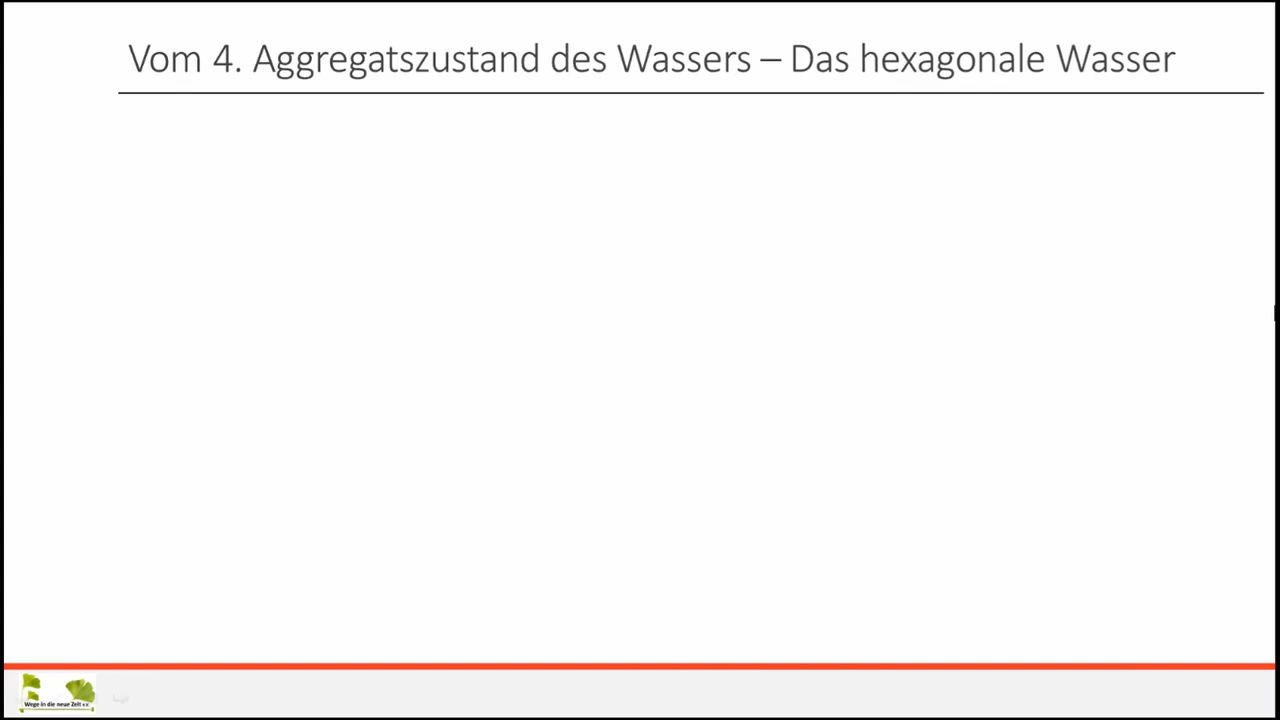 Vom 4. Aggregatszustand des Wassers – Das hexagonale Wasser
Wege in die neue Zeit e.V.